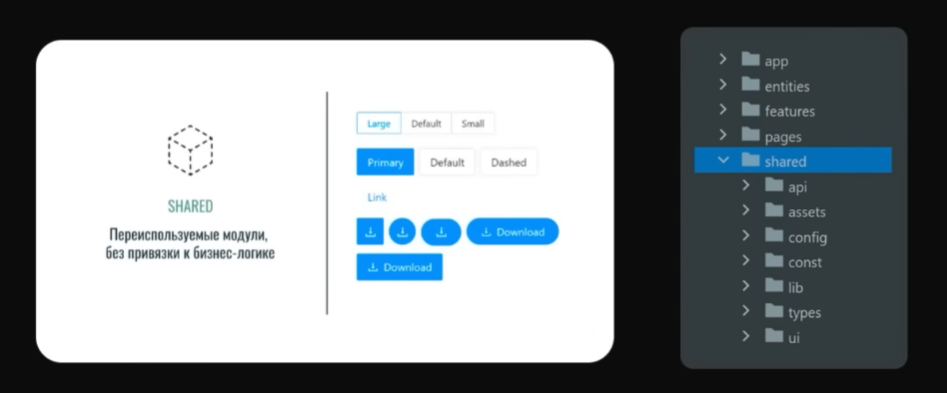 SHARED
Переиспользуемые модули,
без привязки к бизнес-логике
Large Default Small
Primary Default Dashed
Link
Download
Download
app
entities
features
pages
shared
api
assets
config
const
lib
types
ui